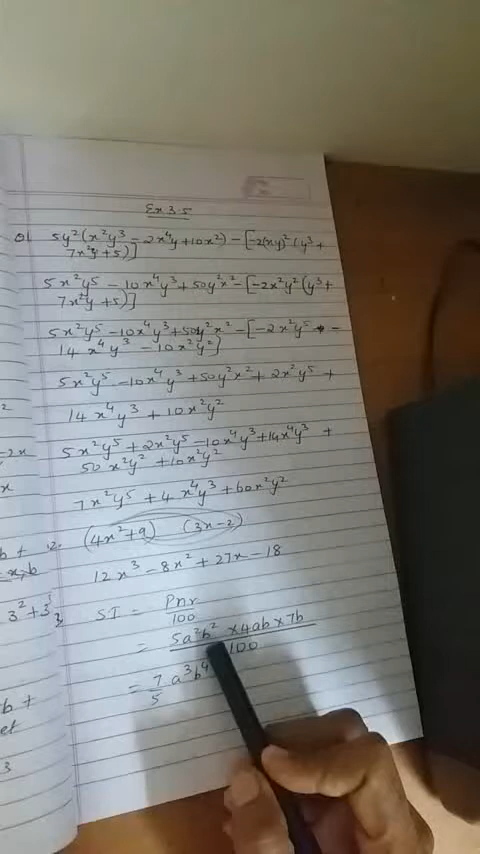 Ex 3.5
01 5y²(x²y³ - 2x⁴y + 10x²) - [-2(xy)² (y³ +
7x²y + 5)]
5x²y⁵ - 10x⁴y³ + 50y²x² - [-2x²y² (y³ +
7x²y + 5)]
5x²y⁵ - 10x⁴y³ + 50y²x² - [-2x²y⁵ -
14x⁴y³ - 10x²y²]
5x²y⁵ - 10x⁴y³ + 50y²x² + 2x²y⁵ +
14x⁴y³ + 10x²y²
5x²y⁵ + 2x²y⁵ - 10x⁴y³ + 14x⁴y³ +
50x²y² + 10x²y²
7x²y⁵ + 4x⁴y³ + 60x²y²
2. (4x² + 9) (3x - 2)
12x³ - 8x² + 27x - 18
SI = Pnr
100
= 5a²b² × 4ab × 7b
100
= 7/5 a³b⁴